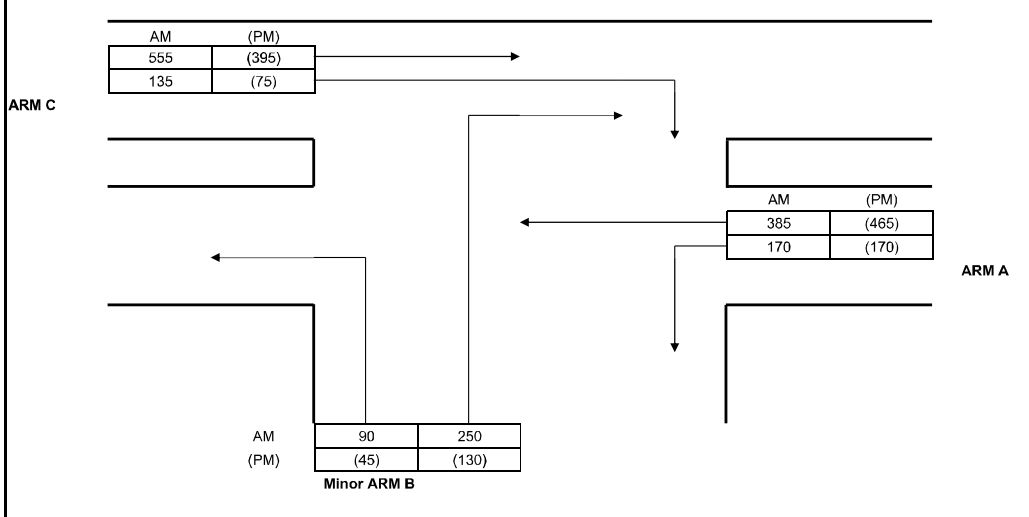 AM (PM)
555 (395)
135 (75)
ARM C
AM (PM)
385 (465)
170 (170)
ARM A
AM 90 250
(PM) (45) (130)
Minor ARM B